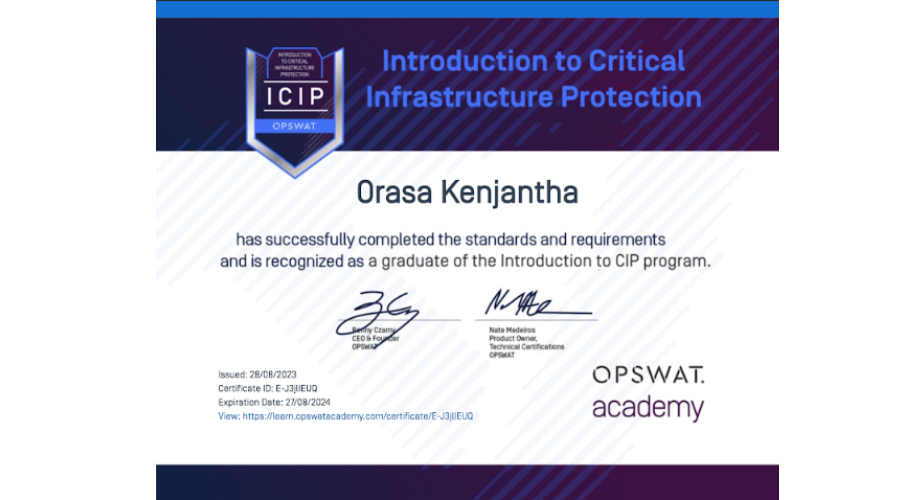 INTRODUCTION
TO CRITICAL
INFRASTRUCTURE
PROTECTION
ICIP
OPSWAT.
Introduction to Critical
Infrastructure Protection
Orasa Kenjantha
has successfully completed the standards and requirements
and is recognized as a graduate of the Introduction to CIP program.
Benny Czarny
CEO & Founder
OPSWAT
Nate Medeiros
Product Owner,
Technical Certifications
OPSWAT
Issued: 28/08/2023
Certificate ID: E-J3jlIEUQ
Expiration Date: 27/08/2024
View: https://learn.opswatacademy.com/certificate/E-J3jlIEUQ
OPSWAT.
academy